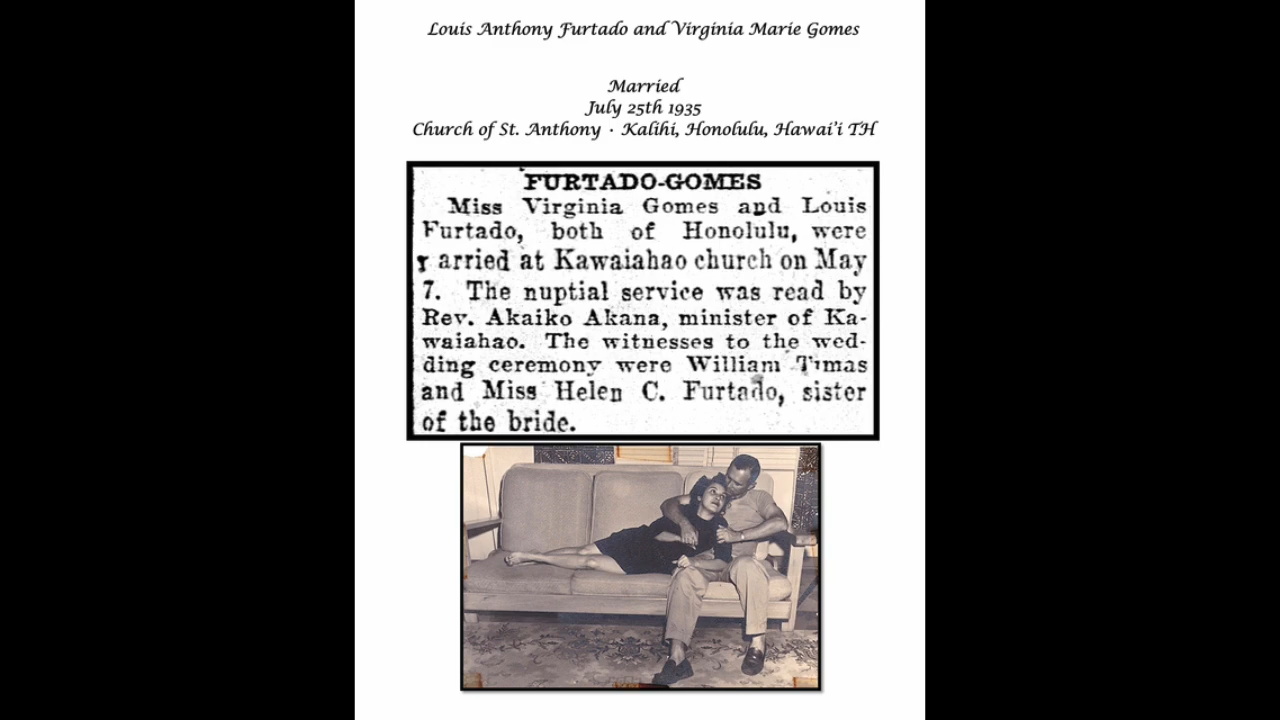 Louis Anthony Furtado and Virginia Marie Gomes
Married
July 25th 1935
Church of St. Anthony · Kalihi, Honolulu, Hawai'i TH
FURTADO-GOMES
Miss Virginia Gomes and Louis
Furtado, both of Honolulu, were
arried at Kawaiahao church on May
7. The nuptial service was read by
Rev. Akaiko Akana, minister of Ka-
waiahao. The witnesses to the wed-
ding ceremony were William
and Miss Helen C. Furtado, sister
of the bride.